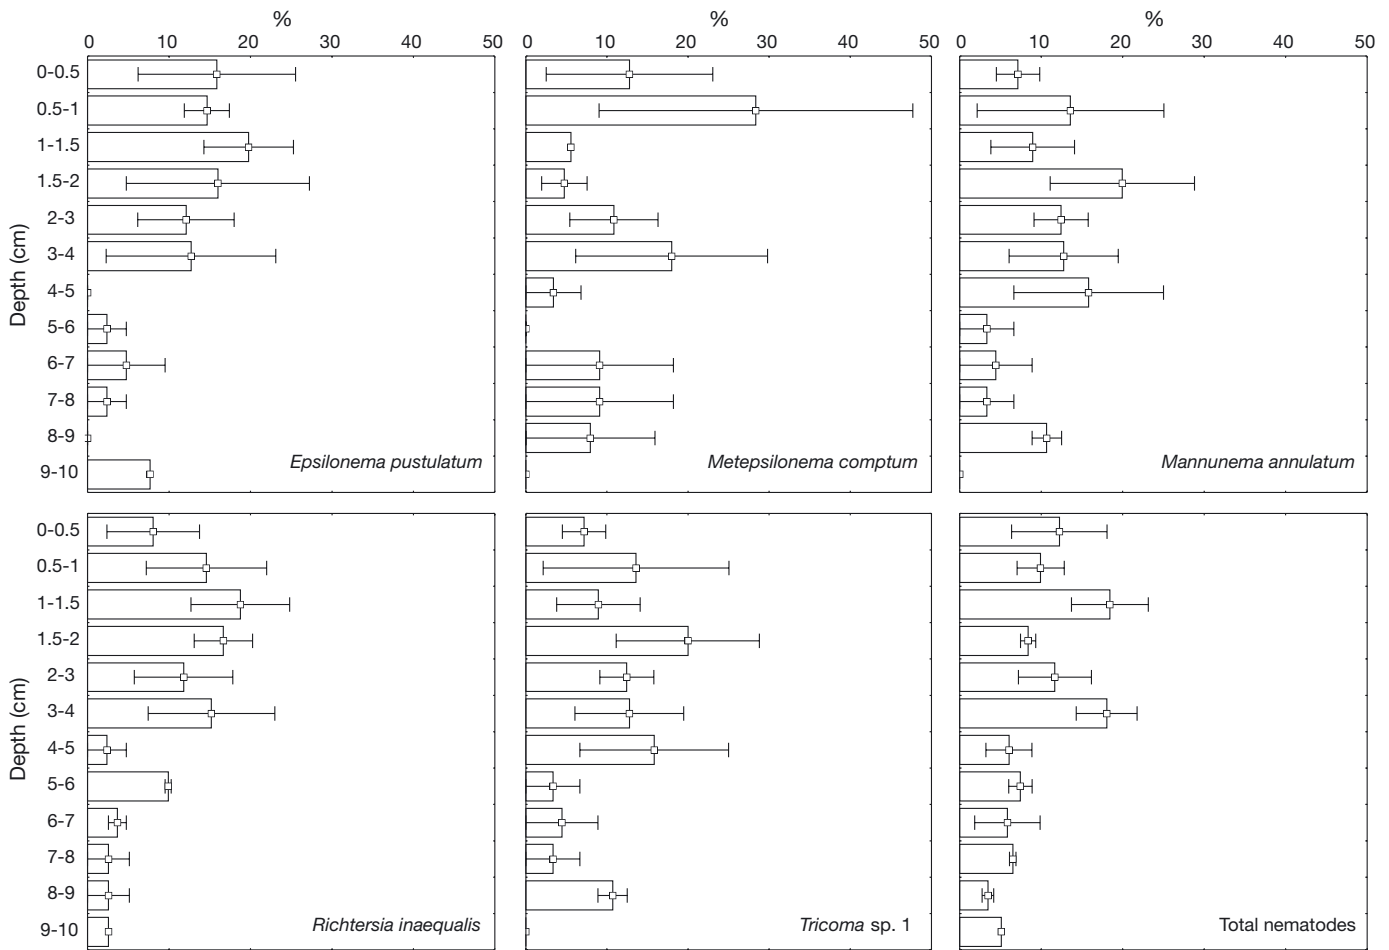 % % %
0 10 20 30 40 50 0 10 20 30 40 50 0 10 20 30 40 50
0-0.5
0.5-1
1-1.5
1.5-2
2-3
3-4
4-5
5-6
6-7
7-8
8-9
9-10
Depth (cm)
Epsilonema pustulatum
Metepsilonema comptum
Mannunema annulatum
0-0.5
0.5-1
1-1.5
1.5-2
2-3
3-4
4-5
5-6
6-7
7-8
8-9
9-10
Depth (cm)
Richtersia inaequalis
Tricoma sp. 1
Total nematodes